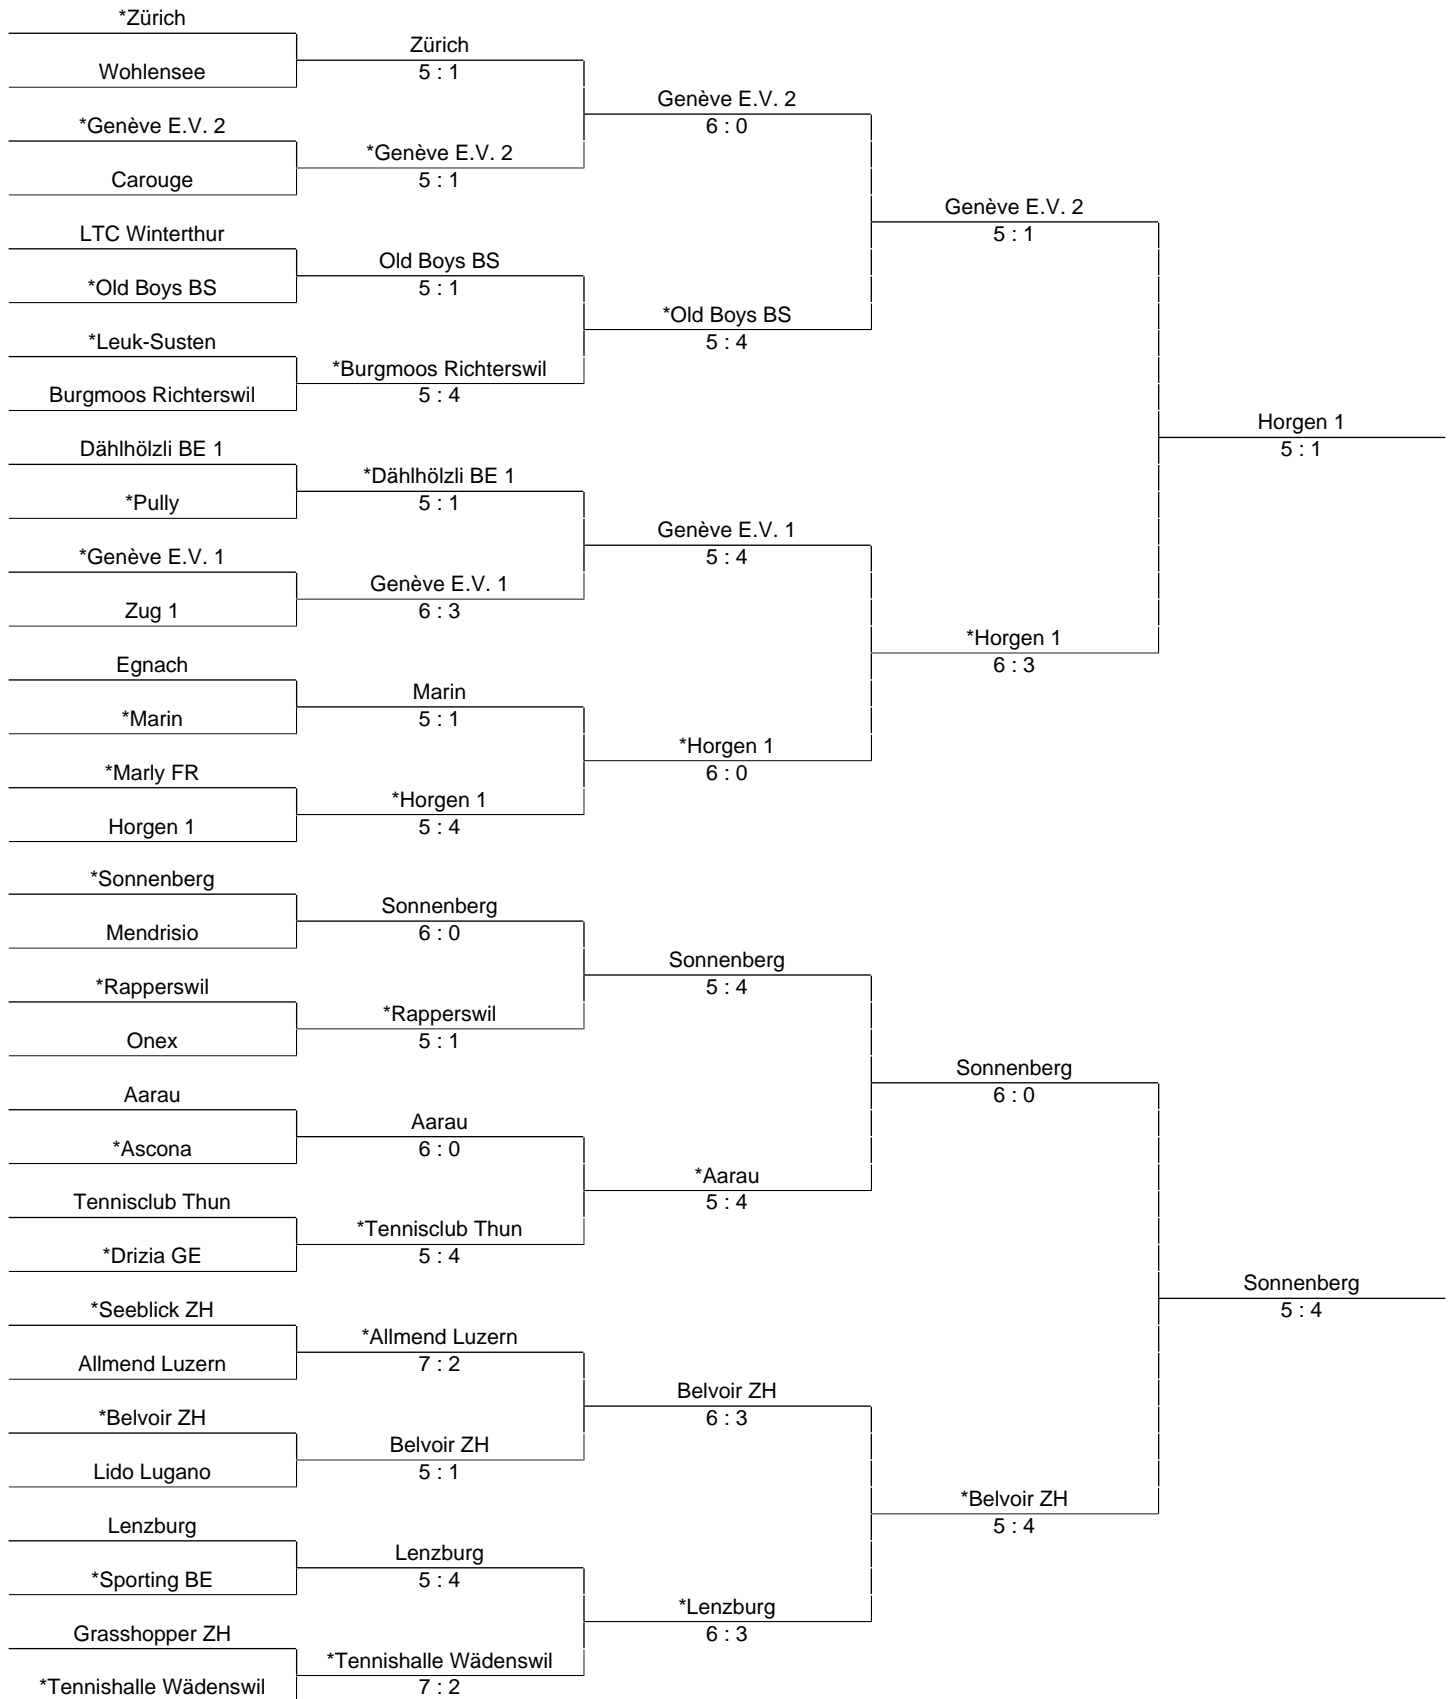 *Zürich
Wohlensee
*Genève E.V. 2
Carouge
LTC Winterthur
*Old Boys BS
*Leuk-Susten
Burgmoos Richterswil
Dählhölzli BE 1
*Pully
*Genève E.V. 1
Zug 1
Egnach
*Marin
*Marly FR
Horgen 1
*Sonnenberg
Mendrisio
*Rapperswil
Onex
Aarau
*Ascona
Tennisclub Thun
*Drizia GE
*Seeblick ZH
Allmend Luzern
*Belvoir ZH
Lido Lugano
Lenzburg
*Sporting BE
Grasshopper ZH
*Tennishalle Wädenswil
Zürich
5 : 1
*Genève E.V. 2
5 : 1
Old Boys BS
5 : 1
*Burgmoos Richterswil
5 : 4
*Dählhölzli BE 1
5 : 1
Genève E.V. 1
6 : 3
Marin
5 : 1
*Horgen 1
5 : 4
Sonnenberg
6 : 0
*Rapperswil
5 : 1
Aarau
6 : 0
*Tennisclub Thun
5 : 4
*Allmend Luzern
7 : 2
Belvoir ZH
5 : 1
Lenzburg
5 : 4
*Tennishalle Wädenswil
7 : 2
Genève E.V. 2
6 : 0
*Old Boys BS
5 : 4
Genève E.V. 1
5 : 4
*Horgen 1
6 : 0
Sonnenberg
5 : 4
*Aarau
5 : 4
Belvoir ZH
6 : 3
*Lenzburg
6 : 3
Genève E.V. 2
5 : 1
*Horgen 1
6 : 3
Sonnenberg
6 : 0
*Belvoir ZH
5 : 4
Horgen 1
5 : 1
Sonnenberg
5 : 4